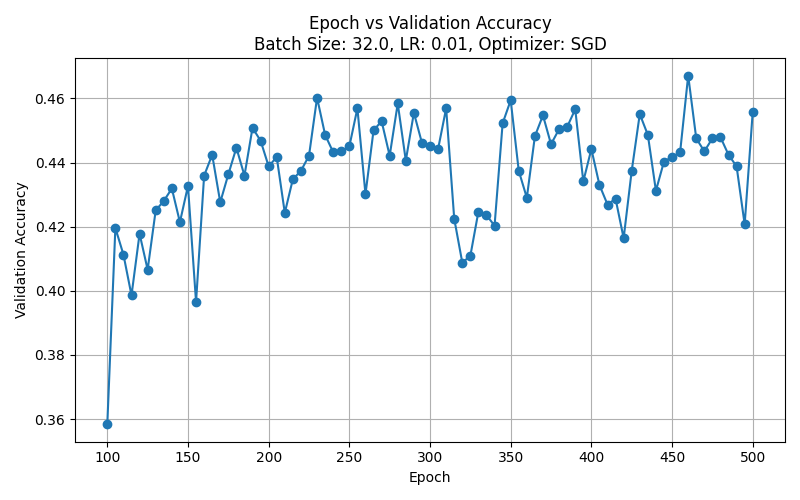 Epoch vs Validation Accuracy
Batch Size: 32.0, LR: 0.01, Optimizer: SGD
0.46
0.44
0.42
0.40
0.38
0.36
Validation Accuracy
100 150 200 250 300 350 400 450 500
Epoch